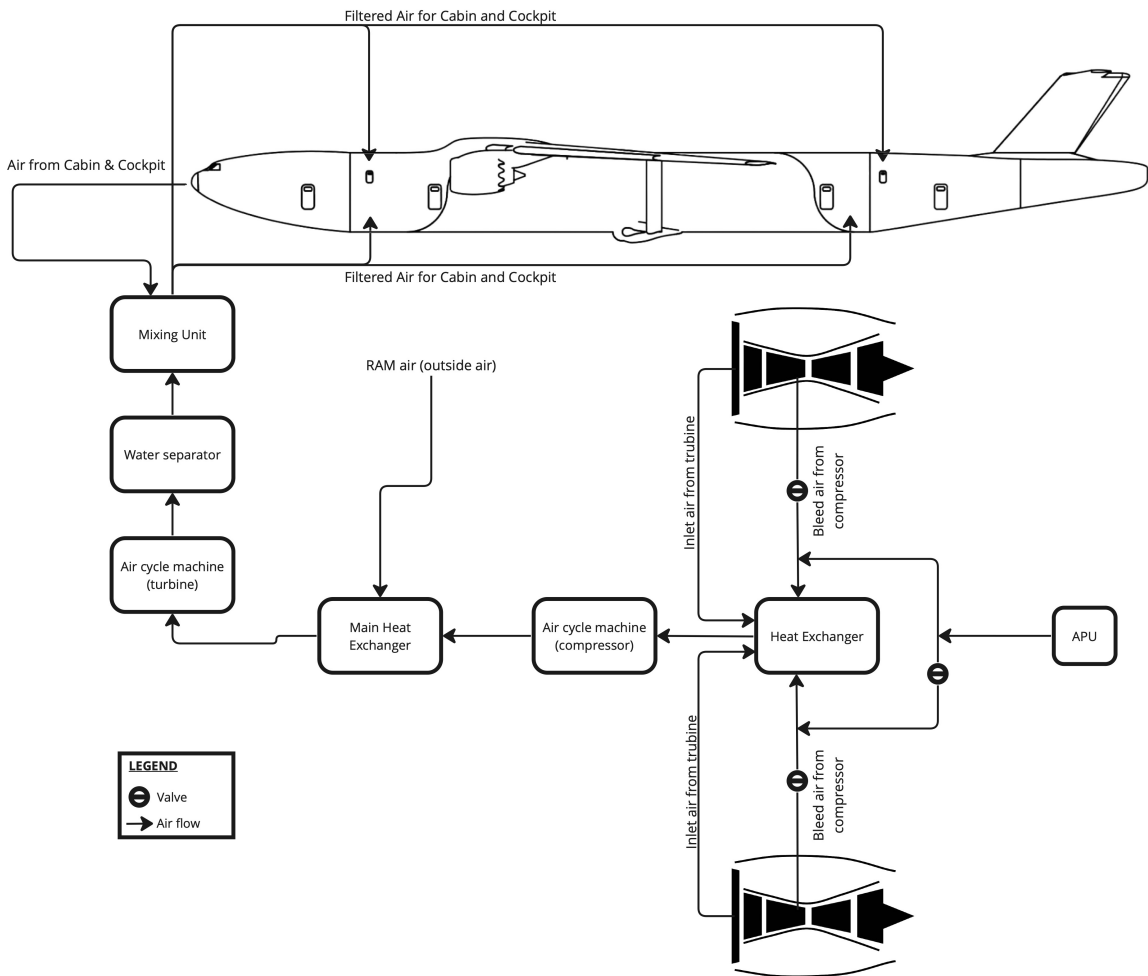 Filtered Air for Cabin and Cockpit
Air from Cabin & Cockpit
Filtered Air for Cabin and Cockpit
Mixing Unit
RAM air (outside air)
Water separator
Inlet air from trubine
Bleed air from
compressor
Air cycle machine
(turbine)
Main Heat
Exchanger
Air cycle machine
(compressor)
Heat Exchanger
APU
Inlet air from trubine
Bleed air from
compressor
LEGEND
Valve
Air flow